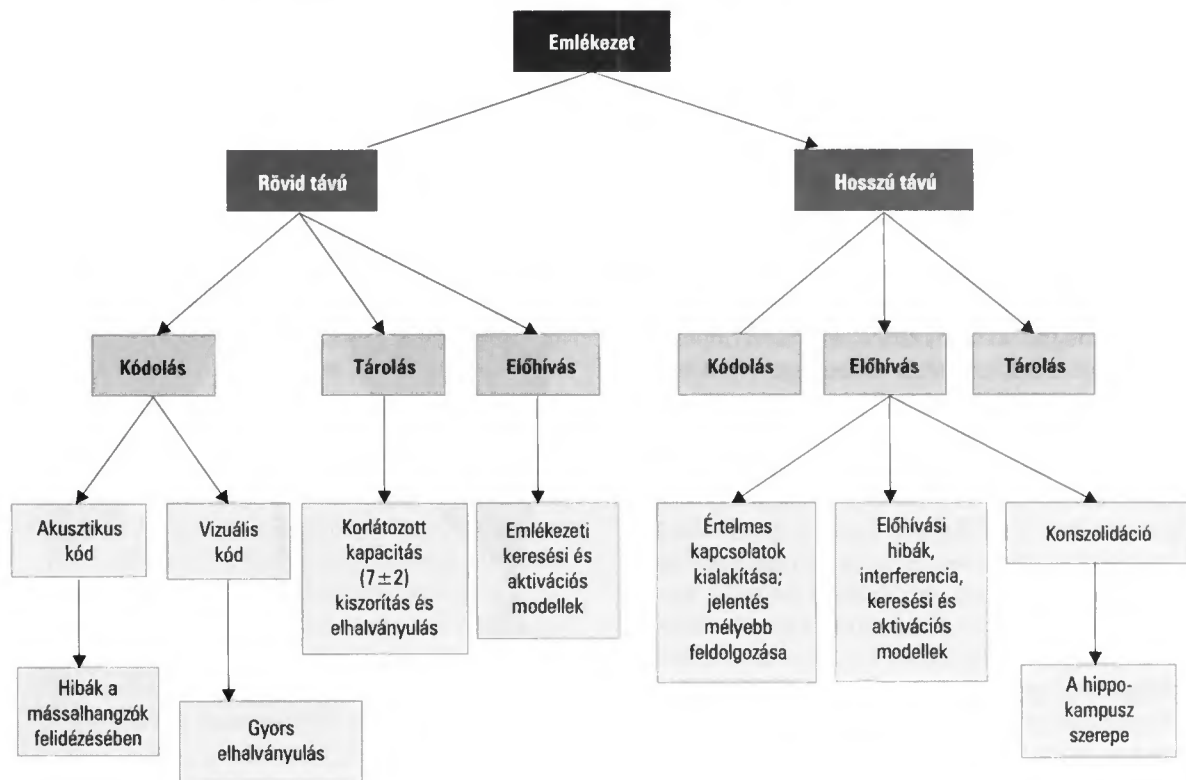 Emlékezet
Rövid távú
Hosszú távú
Kódolás
Tárolás
Előhívás
Kódolás
Előhívás
Tárolás
Akusztikus
kód
Vizuális
kód
Korlátozott
kapacitás
(7±2)
kiszorítás és
elhalványulás
Emlékezeti
keresési és
aktivációs
modellek
Értelmes
kapcsolatok
kialakítása;
jelentés
mélyebb
feldolgozása
Előhívási
hibák,
interferencia,
keresési és
aktivációs
modellek
Konszolidáció
Hibák a
mássalhangzók
felidézésében
Gyors
elhalványulás
A hippo-
kampusz
szerepe